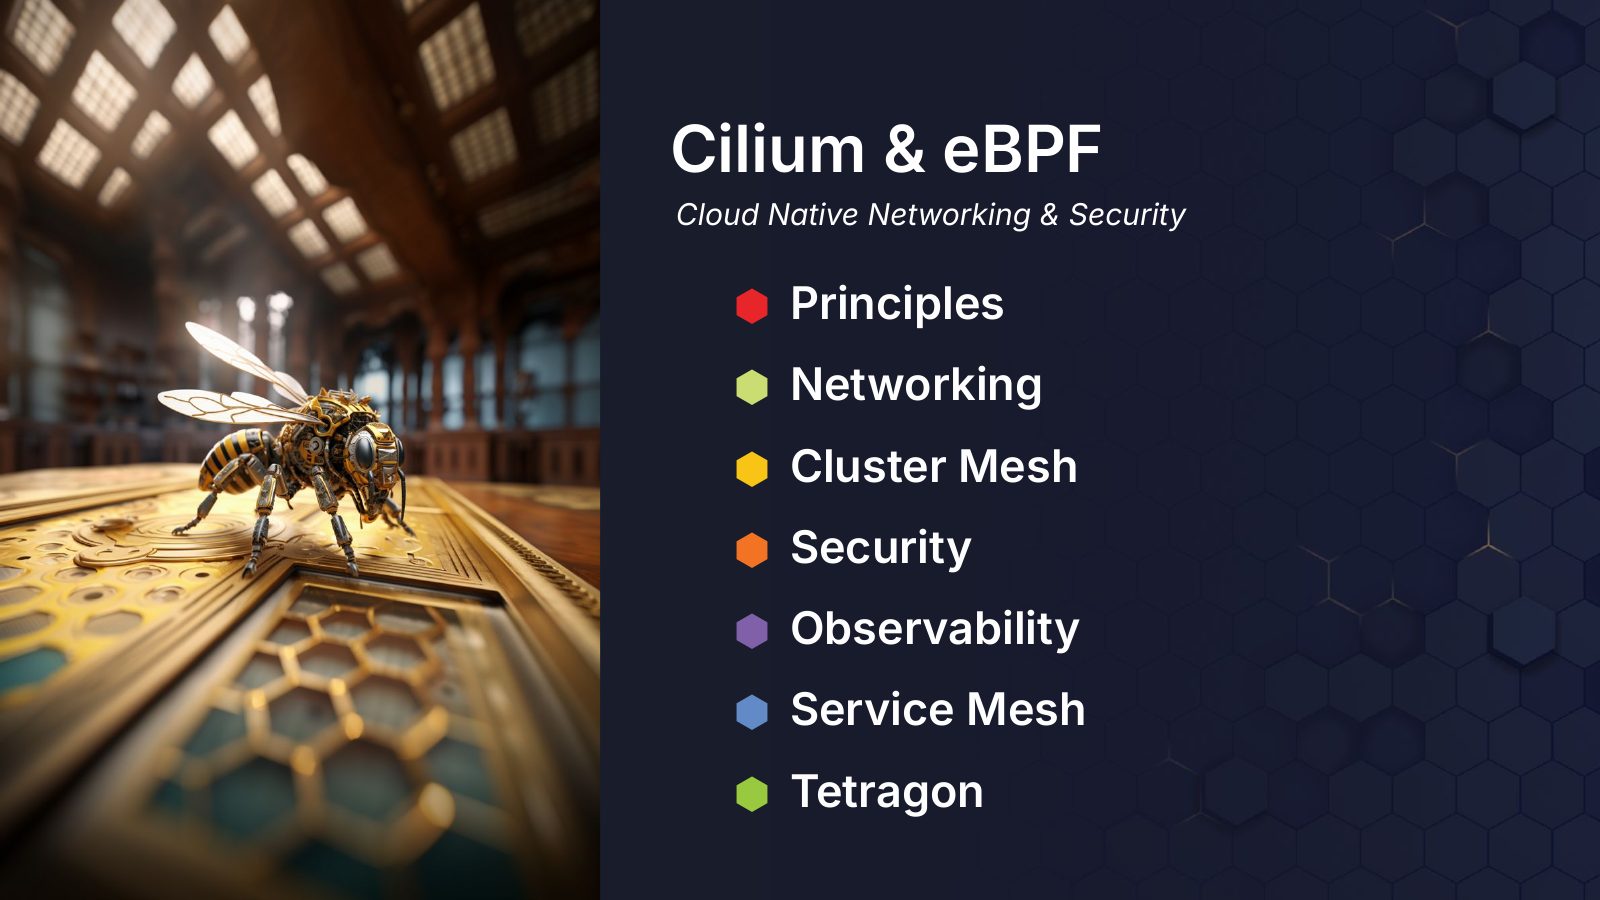 Cilium & eBPF
Cloud Native Networking & Security
Principles
Networking
Cluster Mesh
Security
Observability
Service Mesh
Tetragon